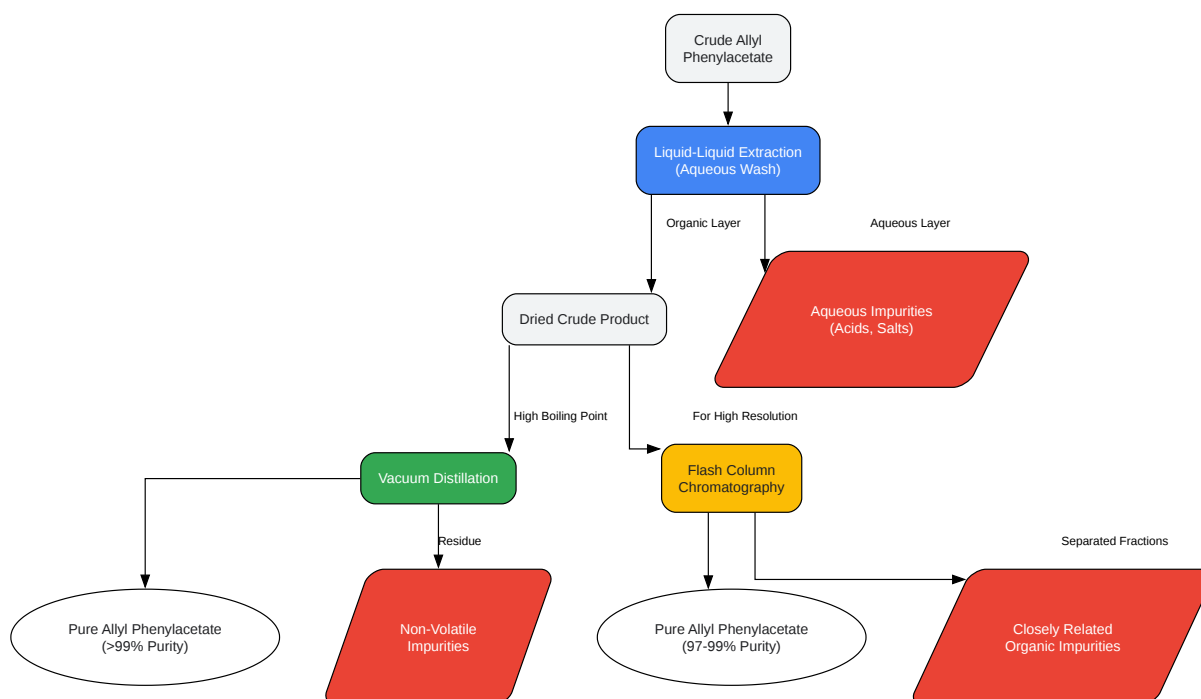 Crude Allyl
Phenylacetate
Liquid-Liquid Extraction
(Aqueous Wash)
Organic Layer
Aqueous Layer
Aqueous Impurities
(Acids, Salts)
Dried Crude Product
High Boiling Point
For High Resolution
Vacuum Distillation
Flash Column
Chromatography
Residue
Separated Fractions
Pure Allyl Phenylacetate
(>99% Purity)
Non-Volatile
Impurities
Pure Allyl Phenylacetate
(97-99% Purity)
Closely Related
Organic Impurities